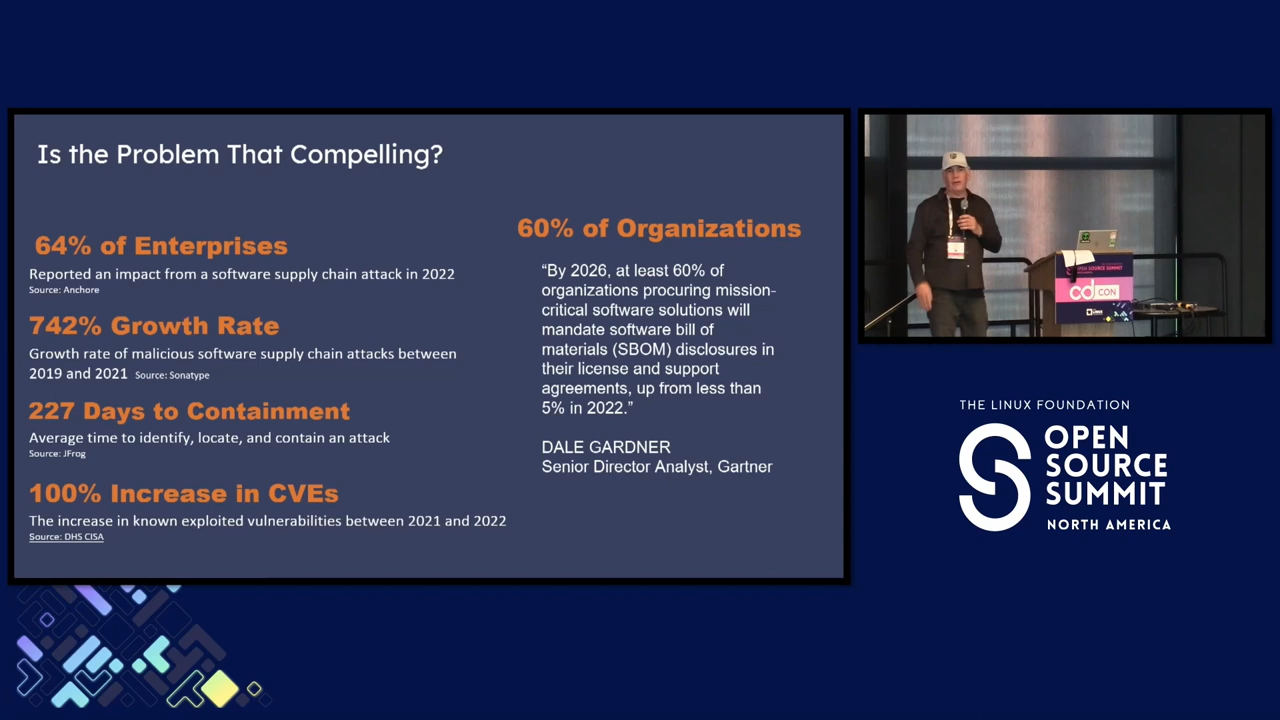 Is the Problem That Compelling?
64% of Enterprises
Reported an impact from a software supply chain attack in 2022
Source: Anchore
742% Growth Rate
Growth rate of malicious software supply chain attacks between
2019 and 2021 Source: Sonatype
227 Days to Containment
Average time to identify, locate, and contain an attack
Source: JFrog
100% Increase in CVEs
The increase in known exploited vulnerabilities between 2021 and 2022
Source: DHS CISA
60% of Organizations
“By 2026, at least 60% of
organizations procuring mission-
critical software solutions will
mandate software bill of
materials (SBOM) disclosures in
their license and support
agreements, up from less than
5% in 2022.”
DALE GARDNER
Senior Director Analyst, Gartner
OPEN SOURCE SUMMIT
cd CON
THE LINUX FOUNDATION
OPEN
SOURCE
SUMMIT
NORTH AMERICA